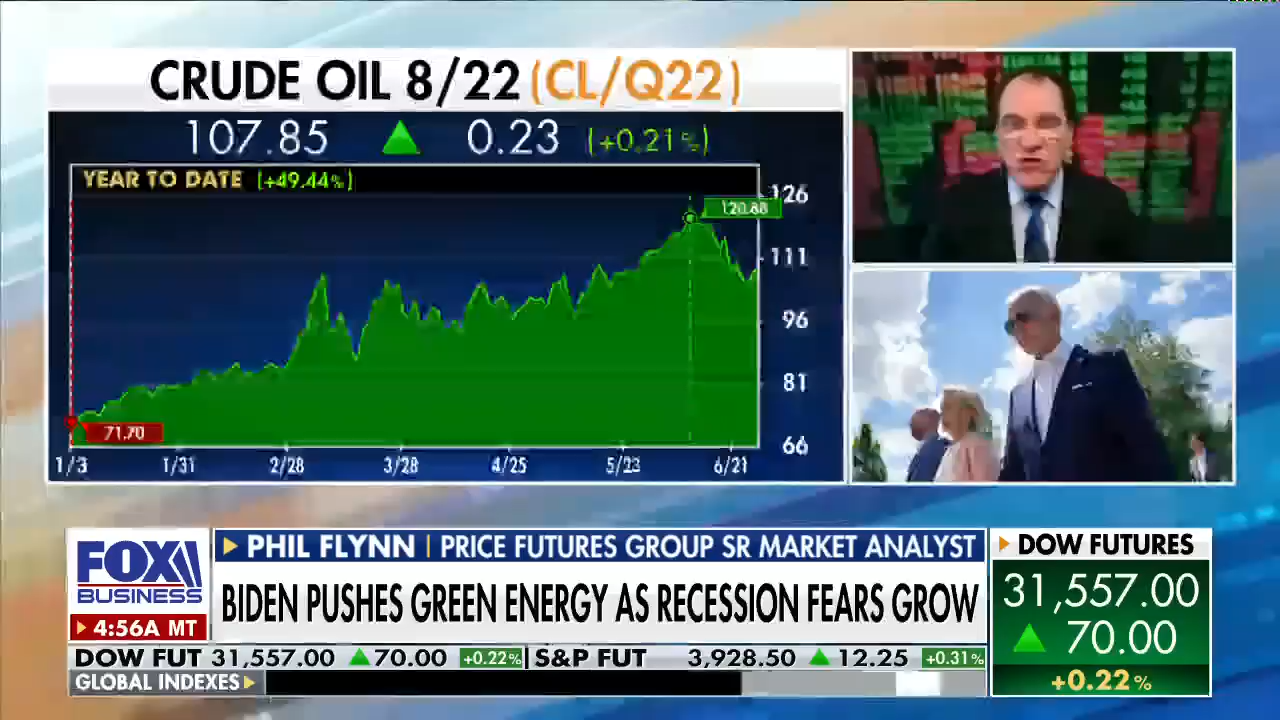 CRUDE OIL 8/22 (CL/Q22)
107.85 ▲ 0.23 (+0.21%)
YEAR TO DATE (+49.44%)
126
120.88
111
96
81
71.70
66
1/3 1/31 2/28 3/28 4/25 5/23 6/21
FOX
BUSINESS
4:56A MT
PHIL FLYNN | PRICE FUTURES GROUP SR MARKET ANALYST
BIDEN PUSHES GREEN ENERGY AS RECESSION FEARS GROW
DOW FUTURES
31,557.00
▲ 70.00
+0.22%
DOW FUT 31,557.00 ▲70.00 +0.22% S&P FUT 3,928.50 ▲ 12.25 +0.31%
GLOBAL INDEXES